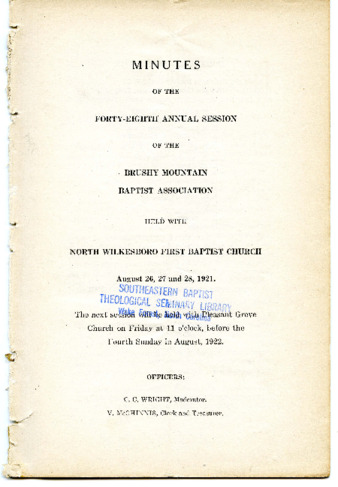 MINUTES
OF THE
FORTY-EIGHTH ANNUAL SESSION
OF THE
BRUSHY MOUNTAIN
BAPTIST ASSOCIATION
HELD WITH
NORTH WILKESBORO FIRST BAPTIST CHURCH
August 26, 27 and 28, 1921.
SOUTHEASTERN BAPTIST
THEOLOGICAL SEMINARY LIBRARY
The next session will be held with Pleasant Grove
Church on Friday at 11 o'clock, before the
Fourth Sunday in August, 1922.
OFFICERS:
C. C. WRIGHT, Moderator.
V. McGHINNIS, Clerk and Treasurer.